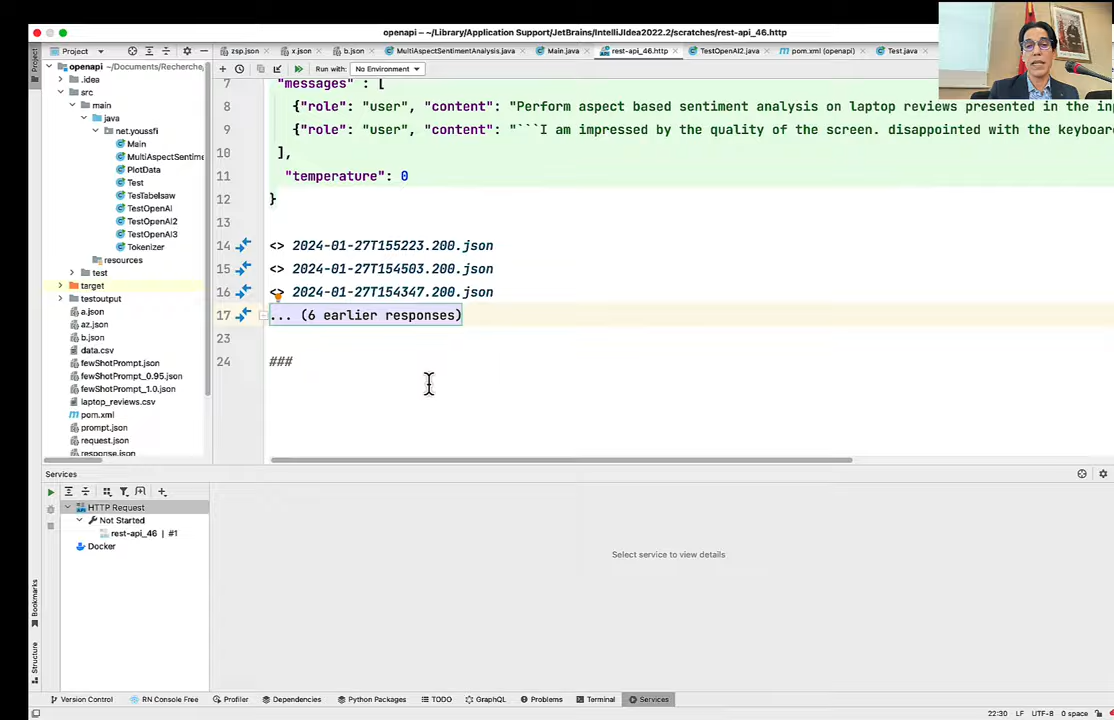 openapi – ~/Library/Application Support/JetBrains/IntelliJIdea2022.2/scratches/rest-api_46.http
Project
zsp.json
x.json
b.json
MultiAspectSentimentAnalysis.java
Main.java
rest-api_46.http
TestOpenAI2.java
pom.xml (openapi)
Test.java
Project
openapi ~/Documents/Recherche
.idea
src
main
java
net.youssfi
Main
MultiAspectSentime
PlotData
Test
TesTabelsaw
TestOpenAI
TestOpenAI2
TestOpenAI3
Tokenizer
resources
test
target
testoutput
a.json
az.json
b.json
data.csv
fewShotPrompt.json
fewShotPrompt_0.95.json
fewShotPrompt_1.0.json
laptop_reviews.csv
pom.xml
prompt.json
request.json
response.json
Run with: No Environment
7 "messages" : [
8 {"role": "user", "content": "Perform aspect based sentiment analysis on laptop reviews presented in the inp
9 {"role": "user", "content": "```I am impressed by the quality of the screen. disappointed with the keyboar
10 ],
11 "temperature": 0
12 }
13
14 <> 2024-01-27T155223.200.json
15 <> 2024-01-27T154503.200.json
16 <> 2024-01-27T154347.200.json
17 ... (6 earlier responses)
23
24 ###
Services
HTTP Request
Not Started
rest-api_46 | #1
Docker
Select service to view details
Bookmarks
Structure
Version Control
RN Console Free
Profiler
Dependencies
Python Packages
TODO
GraphQL
Problems
Terminal
Services
22:30 LF UTF-8 0 space